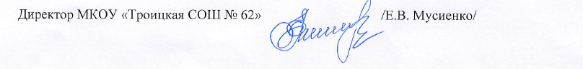 Директор МКОУ «Троицкая СОШ № 62» /Е.В. Мусиенко/